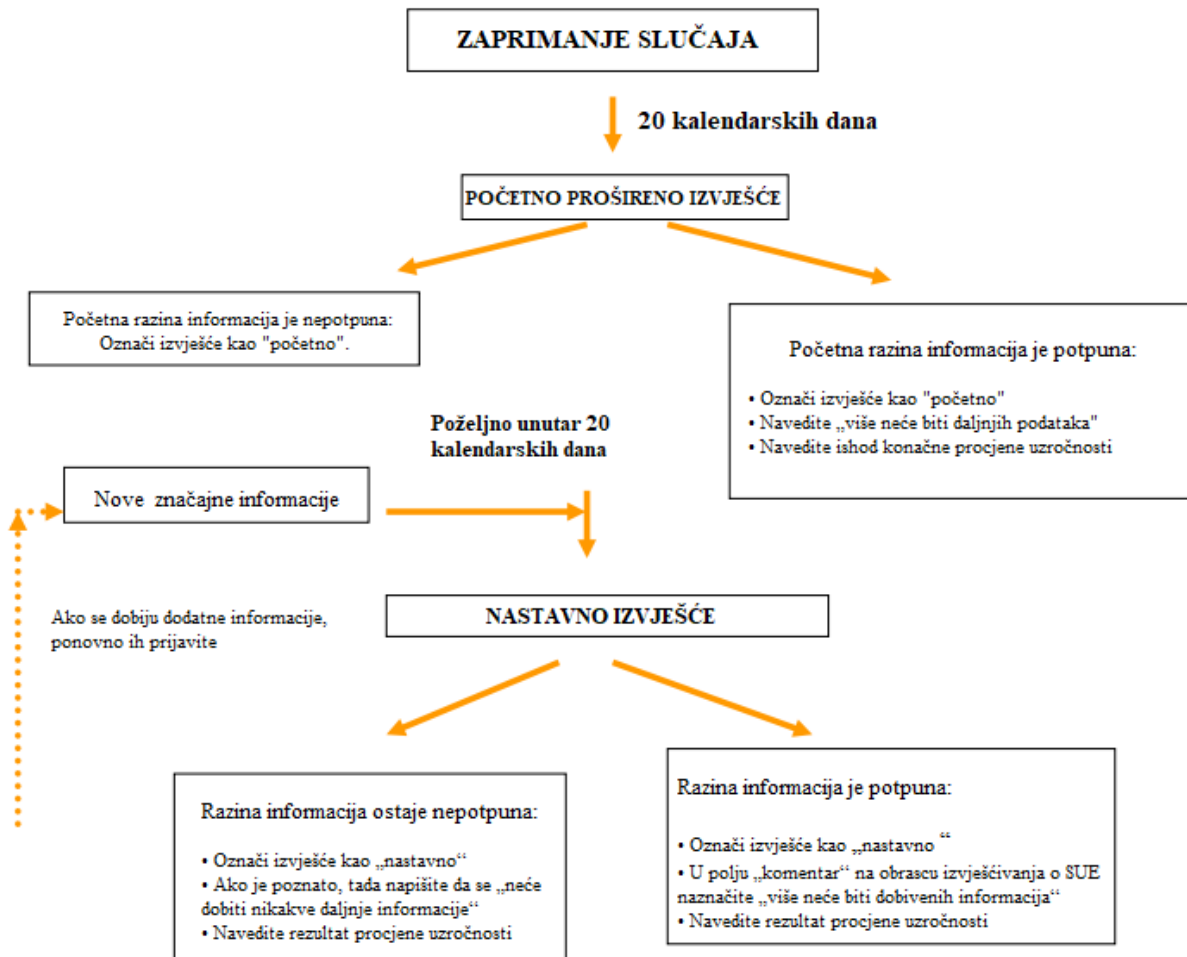 ZAPRIMANJE SLUČAJA
20 kalendarskih dana
POČETNO PROŠIRENO IZVJEŠĆE
Početna razina informacija je nepotpuna:
Označi izvješće kao "početno".
Početna razina informacija je potpuna:
• Označi izvješće kao "početno"
• Navedite „više neće biti daljnjih podataka"
• Navedite ishod konačne procjene uzročnosti
Poželjno unutar 20
kalendarskih dana
Nove značajne informacije
Ako se dobiju dodatne informacije,
ponovno ih prijavite
NASTAVNO IZVJEŠĆE
Razina informacija ostaje nepotpuna:
• Označi izvješće kao „nastavno“
• Ako je poznato, tada napišite da se „neće
dobiti nikakve daljnje informacije“
• Navedite rezultat procjene uzročnosti
Razina informacija je potpuna:
• Označi izvješće kao „nastavno “
• U polju „komentar“ na obrascu izvješćivanja o SUE
naznačite „više neće biti dobivenih informacija“
• Navedite rezultat procjene uzročnosti